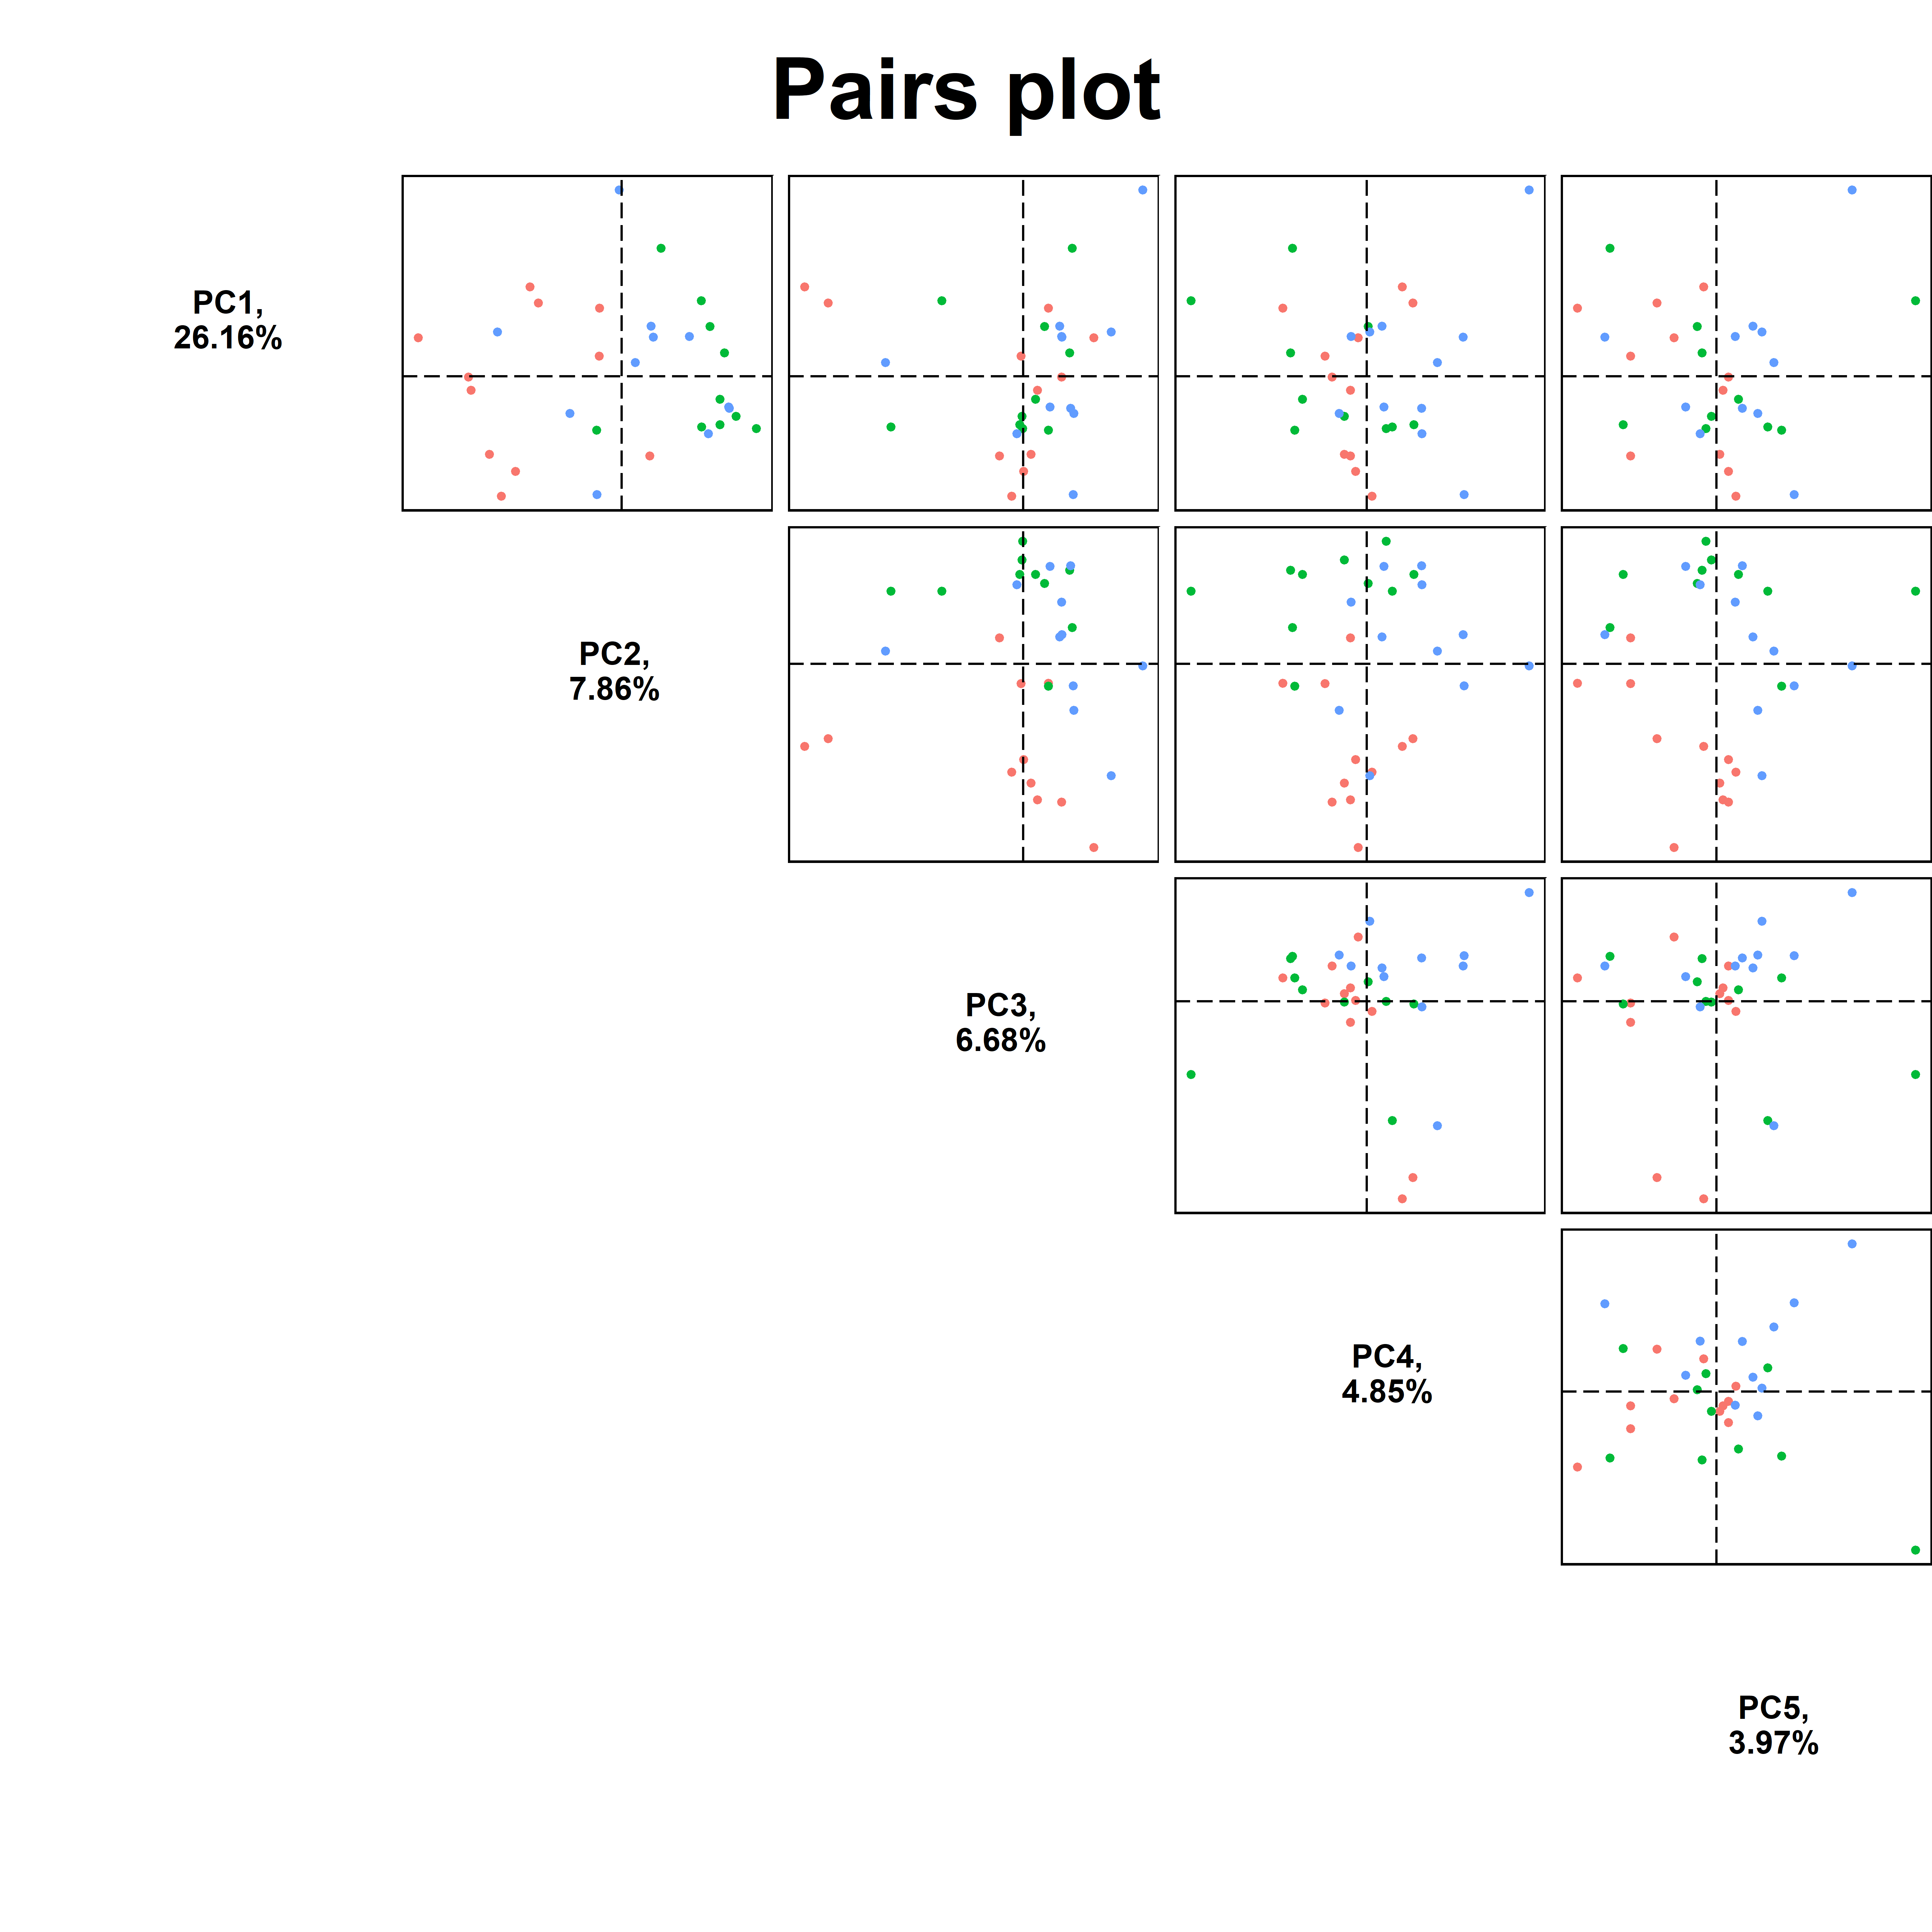 Pairs plot
PC1,
26.16%
PC2,
7.86%
PC3,
6.68%
PC4,
4.85%
PC5,
3.97%